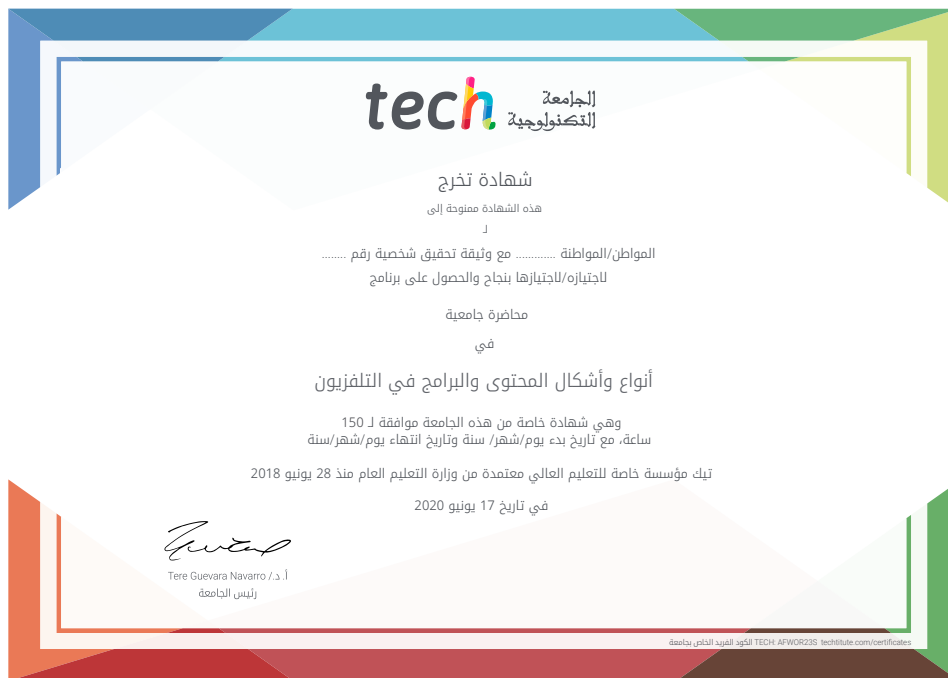 tech
الجامعة
التكنولوجية
شهادة تخرج
هذه الشهادة ممنوحة إلى
لـ
المواطن/المواطنة ............ مع وثيقة تحقيق شخصية رقم ........
لاجتيازه/لاجتيازها بنجاح والحصول على برنامج
محاضرة جامعية
في
أنواع وأشكال المحتوى والبرامج في التلفزيون
وهي شهادة خاصة من هذه الجامعة موافقة لـ 150
ساعة، مع تاريخ بدء يوم/شهر/ سنة وتاريخ انتهاء يوم/شهر/سنة
تيك مؤسسة خاصة للتعليم العالي معتمدة من وزارة التعليم العام منذ 28 يونيو 2018
في تاريخ 17 يونيو 2020
أ. د./ Tere Guevara Navarro
رئيس الجامعة
الكود الفريد الخاص بجامعة TECH: AFWOR23S techtitute.com/certificates